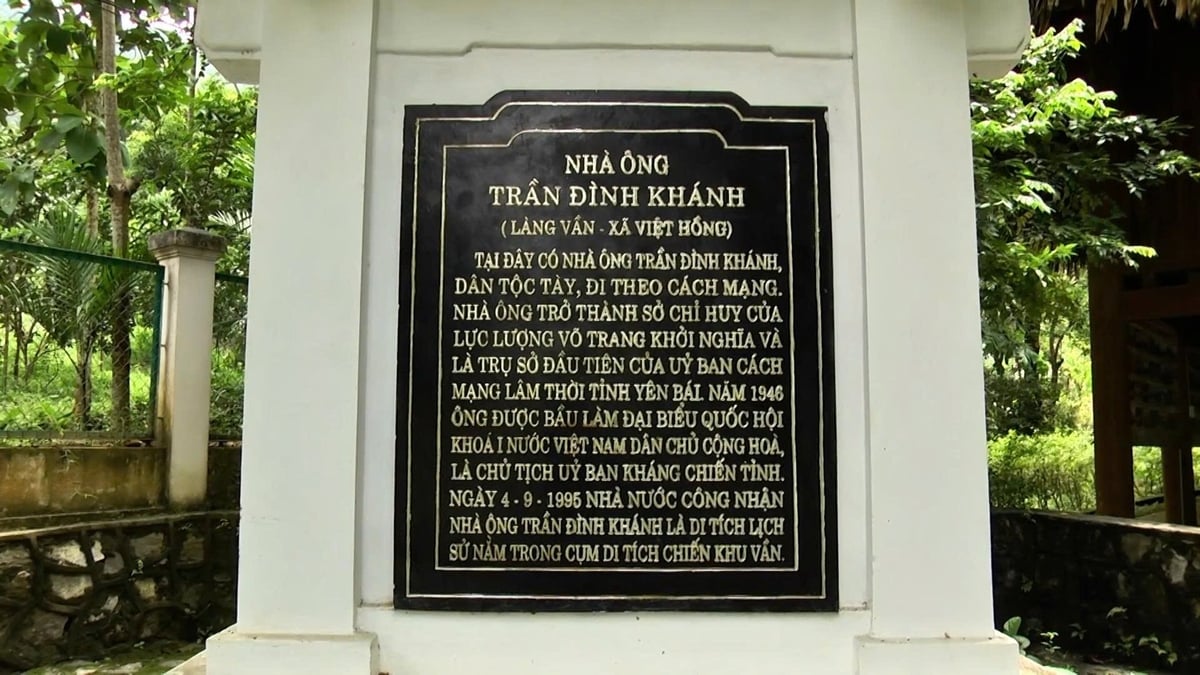 NHÀ ÔNG
TRẦN ĐÌNH KHÁNH
( LÀNG VẦN - XÃ VIỆT HỒNG)
TẠI ĐÂY CÓ NHÀ ÔNG TRẦN ĐÌNH KHÁNH,
DÂN TỘC TÀY, ĐI THEO CÁCH MẠNG.
NHÀ ÔNG TRỞ THÀNH SỞ CHỈ HUY CỦA
LỰC LƯỢNG VÕ TRANG KHỞI NGHĨA VÀ
LÀ TRỤ SỞ ĐẦU TIÊN CỦA UỶ BAN CÁCH
MẠNG LÂM THỜI TỈNH YÊN BÁI. NĂM 1946
ÔNG ĐƯỢC BẦU LÀM ĐẠI BIỂU QUỐC HỘI
KHOÁ I NƯỚC VIỆT NAM DÂN CHỦ CỘNG HOÀ,
LÀ CHỦ TỊCH UỶ BAN KHÁNG CHIẾN TỈNH.
NGÀY 4 - 9 - 1995 NHÀ NƯỚC CÔNG NHẬN
NHÀ ÔNG TRẦN ĐÌNH KHÁNH LÀ DI TÍCH LỊCH
SỬ NẰM TRONG CỤM DI TÍCH CHIẾN KHU VẦN.